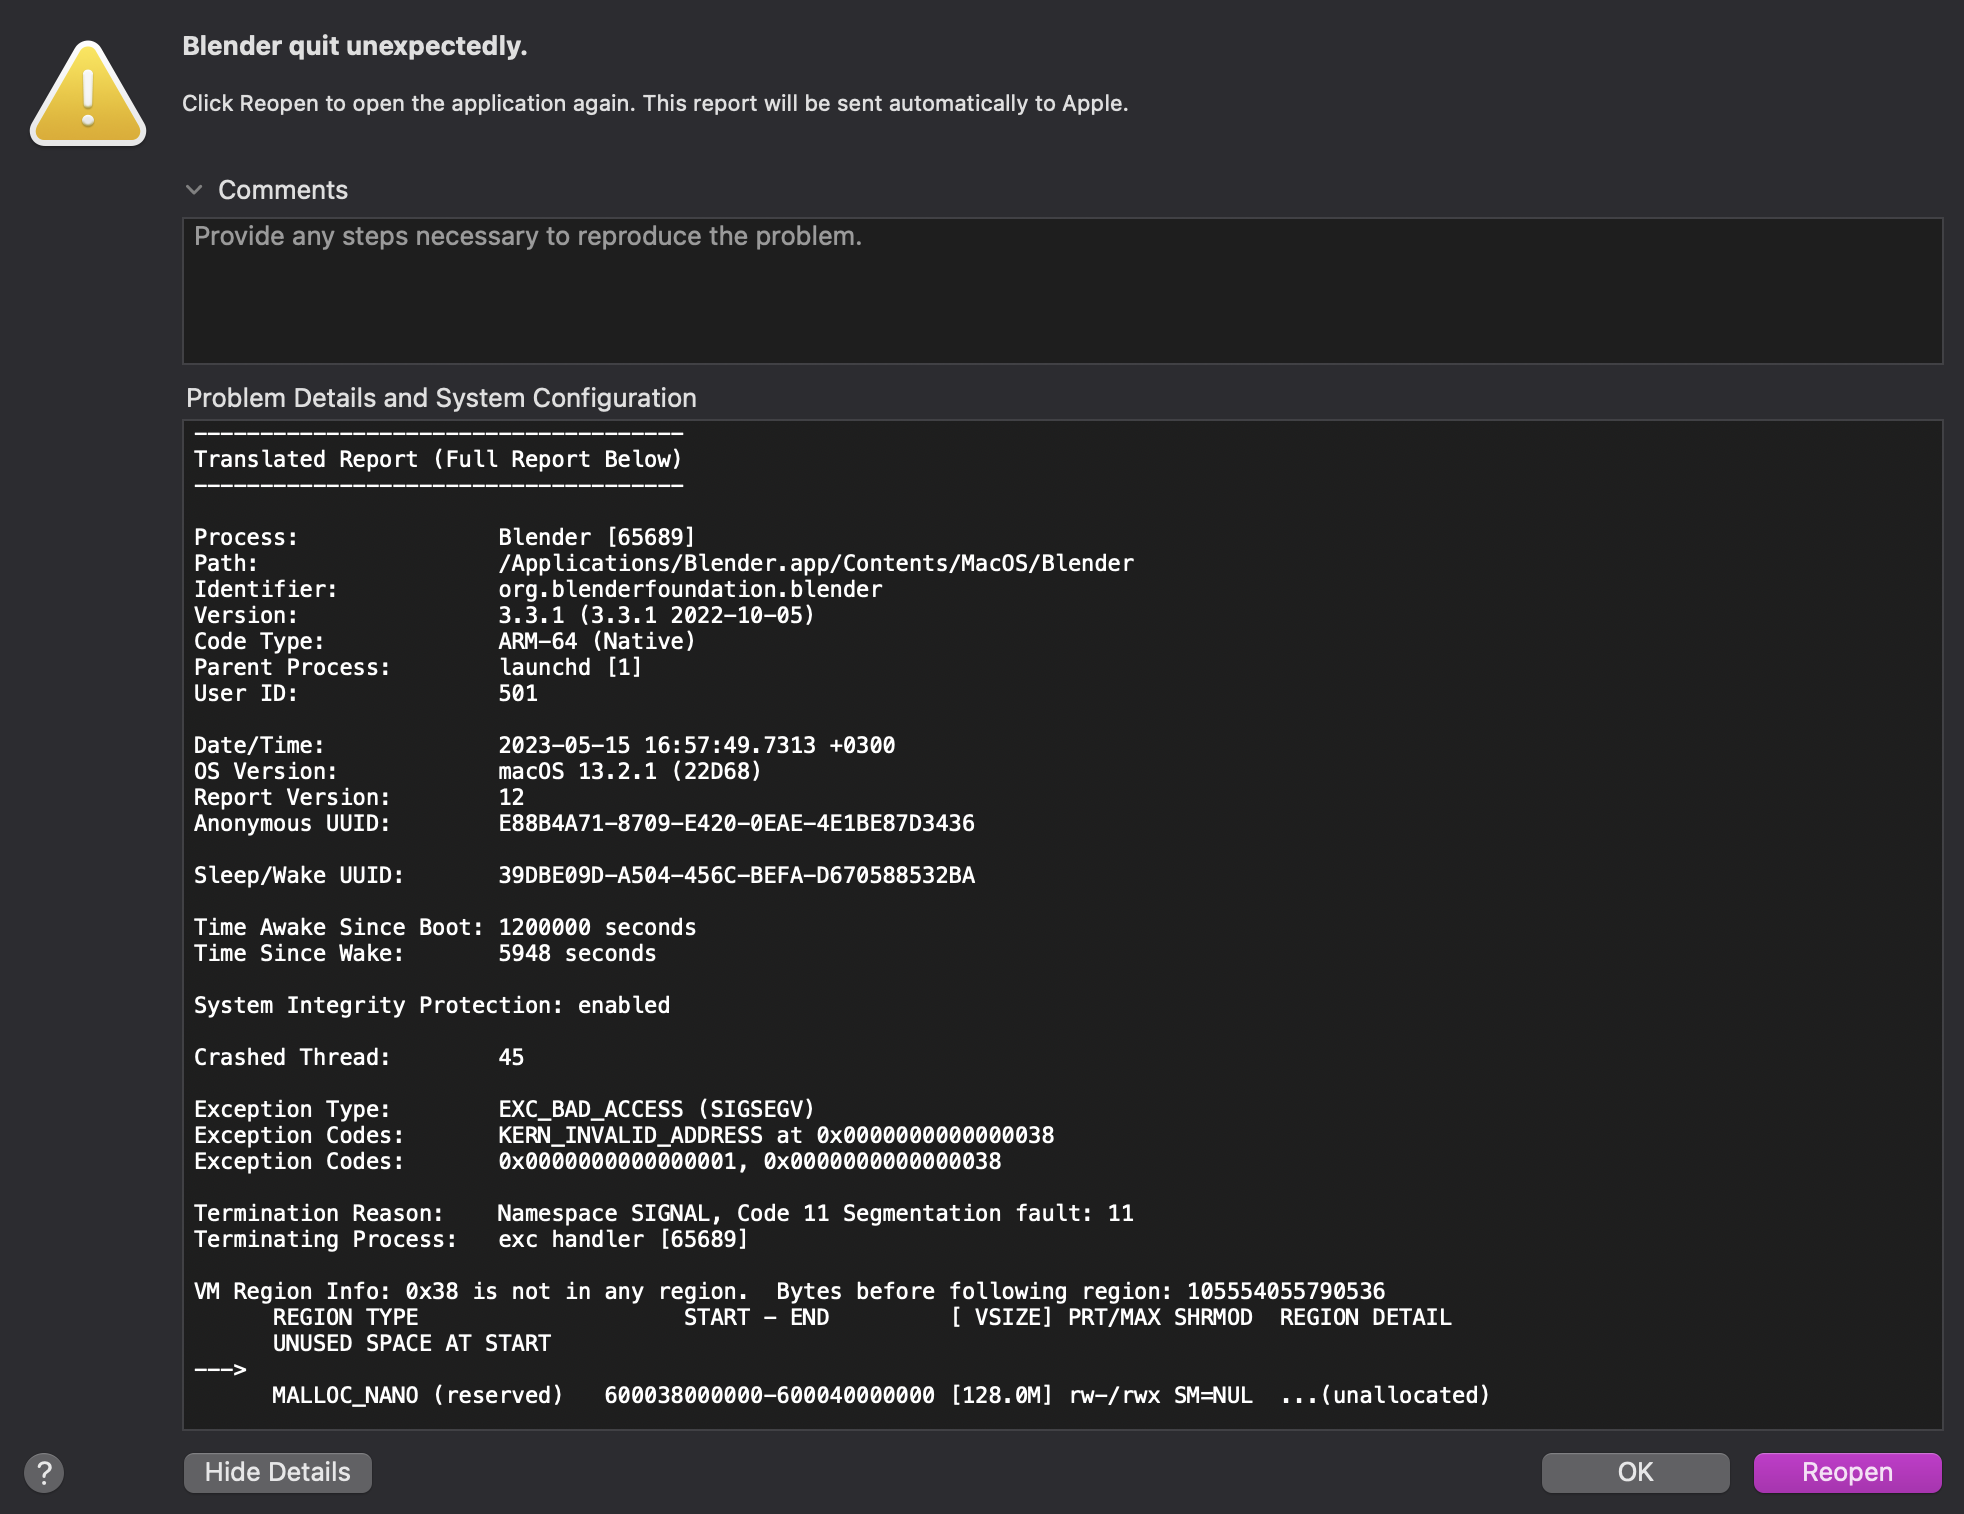 Blender quit unexpectedly.
Click Reopen to open the application again. This report will be sent automatically to Apple.
Comments
Provide any steps necessary to reproduce the problem.
Problem Details and System Configuration
-------------------------------------
Translated Report (Full Report Below)
-------------------------------------
Process: Blender [65689]
Path: /Applications/Blender.app/Contents/MacOS/Blender
Identifier: org.blenderfoundation.blender
Version: 3.3.1 (3.3.1 2022-10-05)
Code Type: ARM-64 (Native)
Parent Process: launchd [1]
User ID: 501
Date/Time: 2023-05-15 16:57:49.7313 +0300
OS Version: macOS 13.2.1 (22D68)
Report Version: 12
Anonymous UUID: E88B4A71-8709-E420-0EAE-4E1BE87D3436
Sleep/Wake UUID: 39DBE09D-A504-456C-BEFA-D670588532BA
Time Awake Since Boot: 1200000 seconds
Time Since Wake: 5948 seconds
System Integrity Protection: enabled
Crashed Thread: 45
Exception Type: EXC_BAD_ACCESS (SIGSEGV)
Exception Codes: KERN_INVALID_ADDRESS at 0x0000000000000038
Exception Codes: 0x0000000000000001, 0x0000000000000038
Termination Reason: Namespace SIGNAL, Code 11 Segmentation fault: 11
Terminating Process: exc handler [65689]
VM Region Info: 0x38 is not in any region.  Bytes before following region: 105554055790536
REGION TYPE START - END [ VSIZE] PRT/MAX SHRMOD REGION DETAIL
UNUSED SPACE AT START
--->
MALLOC_NANO (reserved) 600038000000-600040000000 [128.0M] rw-/rwx SM=NUL ...(unallocated)
?
Hide Details
OK
Reopen